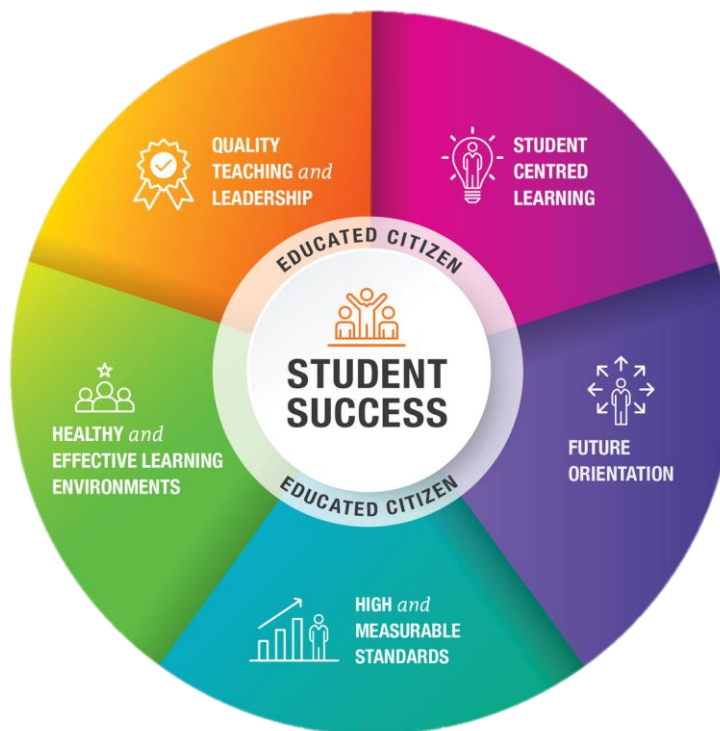 QUALITY
TEACHING and
LEADERSHIP
STUDENT
CENTRED
LEARNING
EDUCATED CITIZEN
STUDENT
SUCCESS
EDUCATED CITIZEN
HEALTHY and
EFFECTIVE LEARNING
ENVIRONMENTS
FUTURE
ORIENTATION
HIGH and
MEASURABLE
STANDARDS